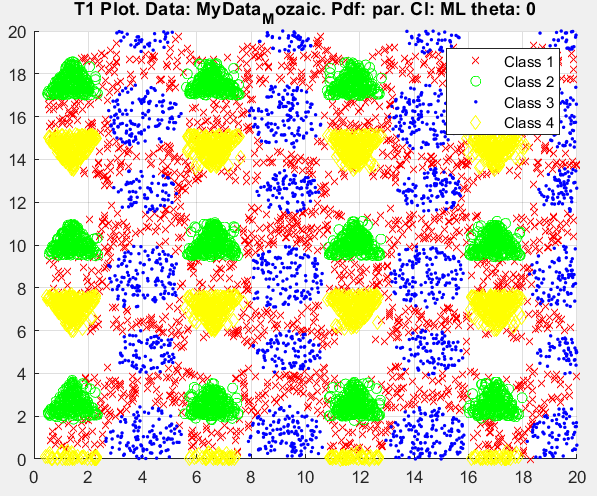 T1 Plot. Data: MyData_Mozaic. Pdf: par. Cl: ML theta: 0
20
18
16
14
12
10
8
6
4
2
0
Class 1
Class 2
Class 3
Class 4
0 2 4 6 8 10 12 14 16 18 20